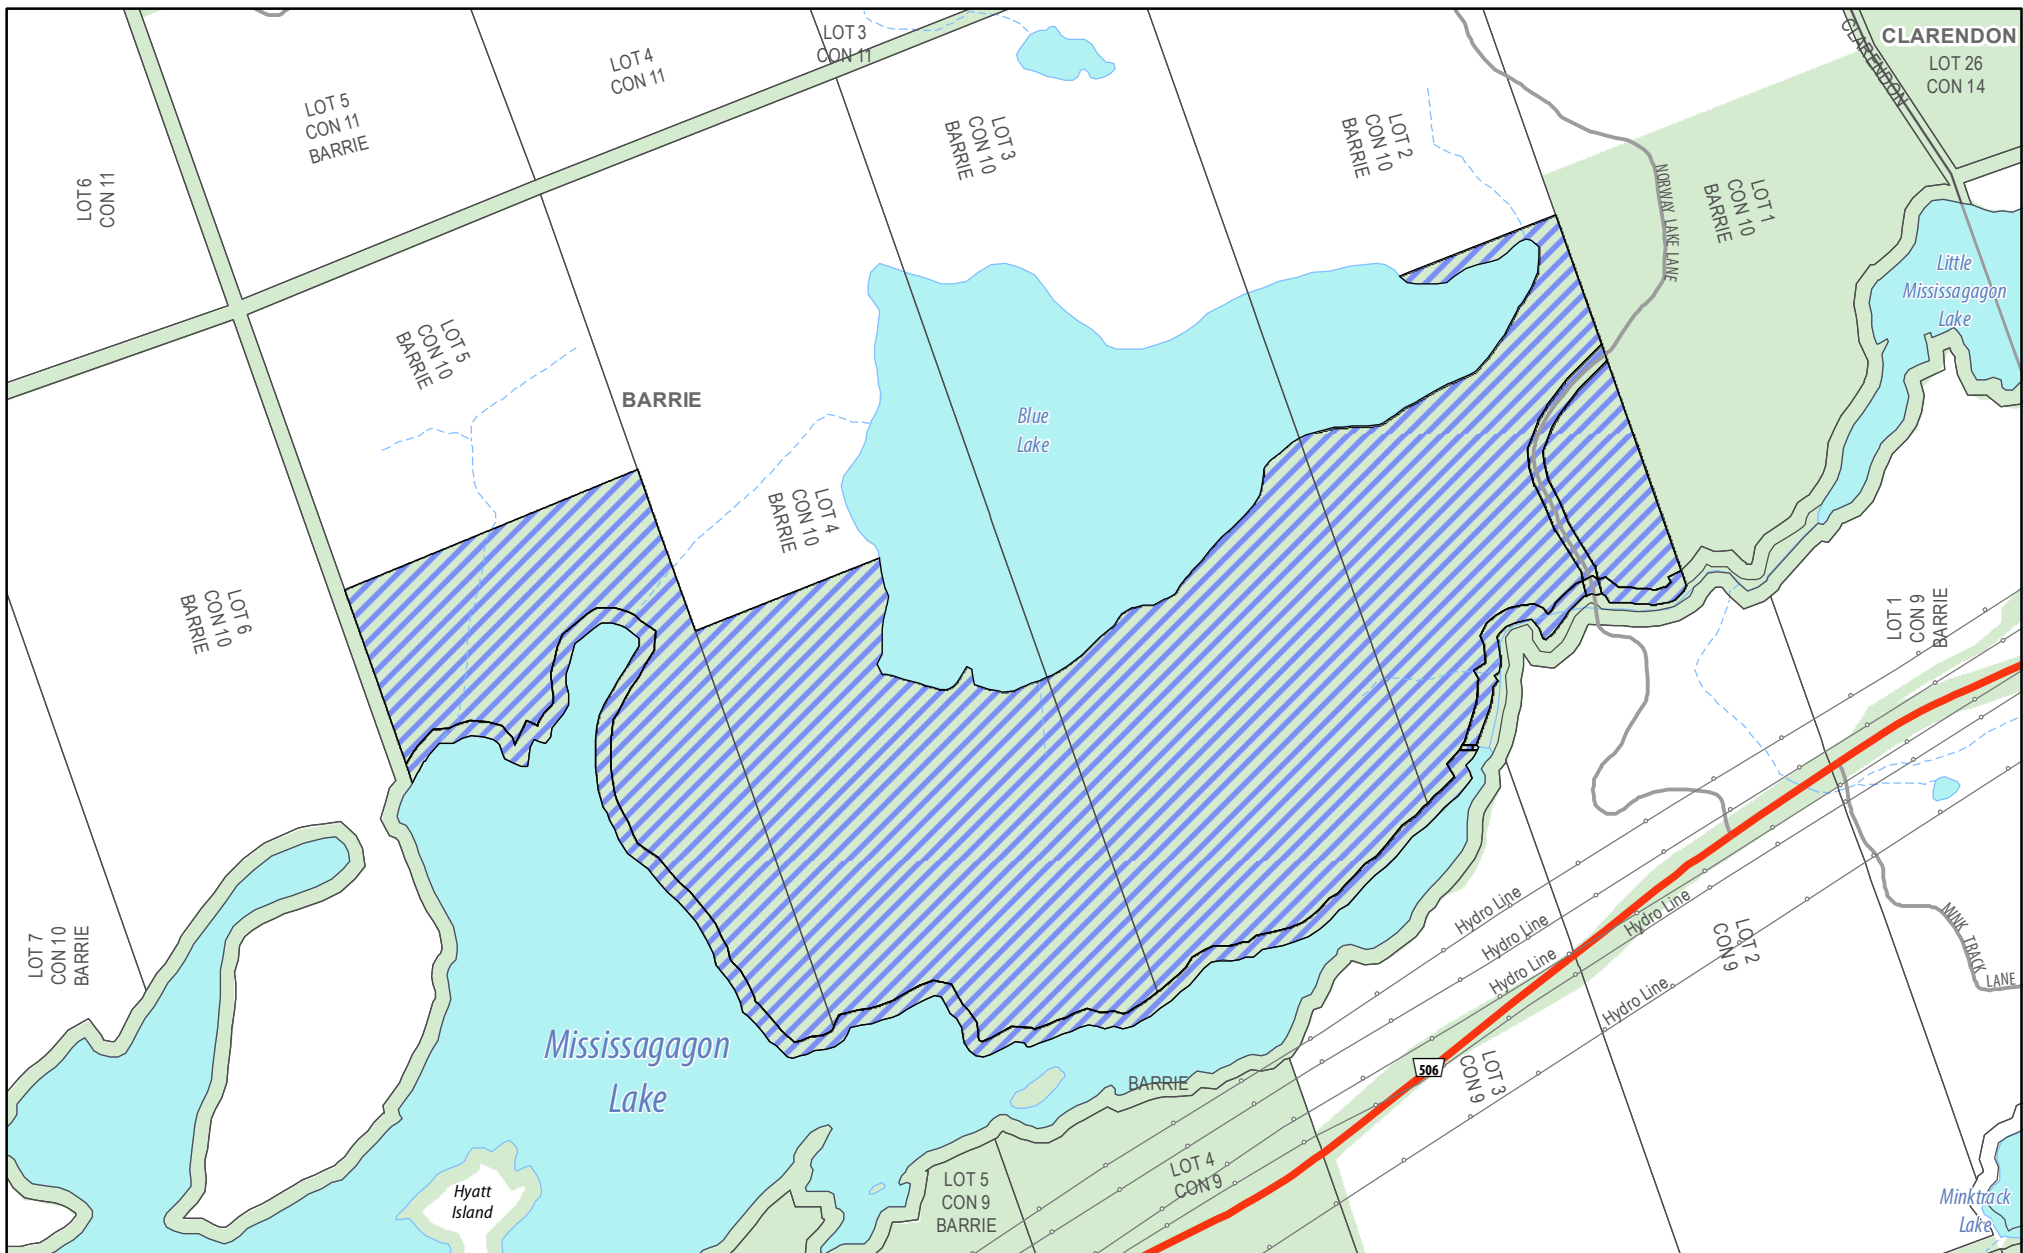 CLARENDON
LOT 26
CON 14
CLARENDON
LOT 3
CON 11
LOT 4
CON 11
LOT 5
CON 11
BARRIE
LOT 6
CON 11
LOT 3
CON 10
BARRIE
LOT 2
CON 10
BARRIE
LOT 1
CON 10
BARRIE
NORWAY LAKE LANE
Little
Mississagagon
Lake
LOT 5
CON 10
BARRIE
BARRIE
Blue
Lake
LOT 4
CON 10
BARRIE
LOT 6
CON 10
BARRIE
LOT 1
CON 9
BARRIE
LOT 7
CON 10
BARRIE
Hydro Line
Hydro Line
Hydro Line
Hydro Line
Hydro Line
LOT 2
CON 9
MINK TRACK
LANE
Mississagagon
Lake
506
LOT 3
CON 9
BARRIE
LOT 4
CON 9
LOT 5
CON 9
BARRIE
Hyatt
Island
Minktrack
Lake